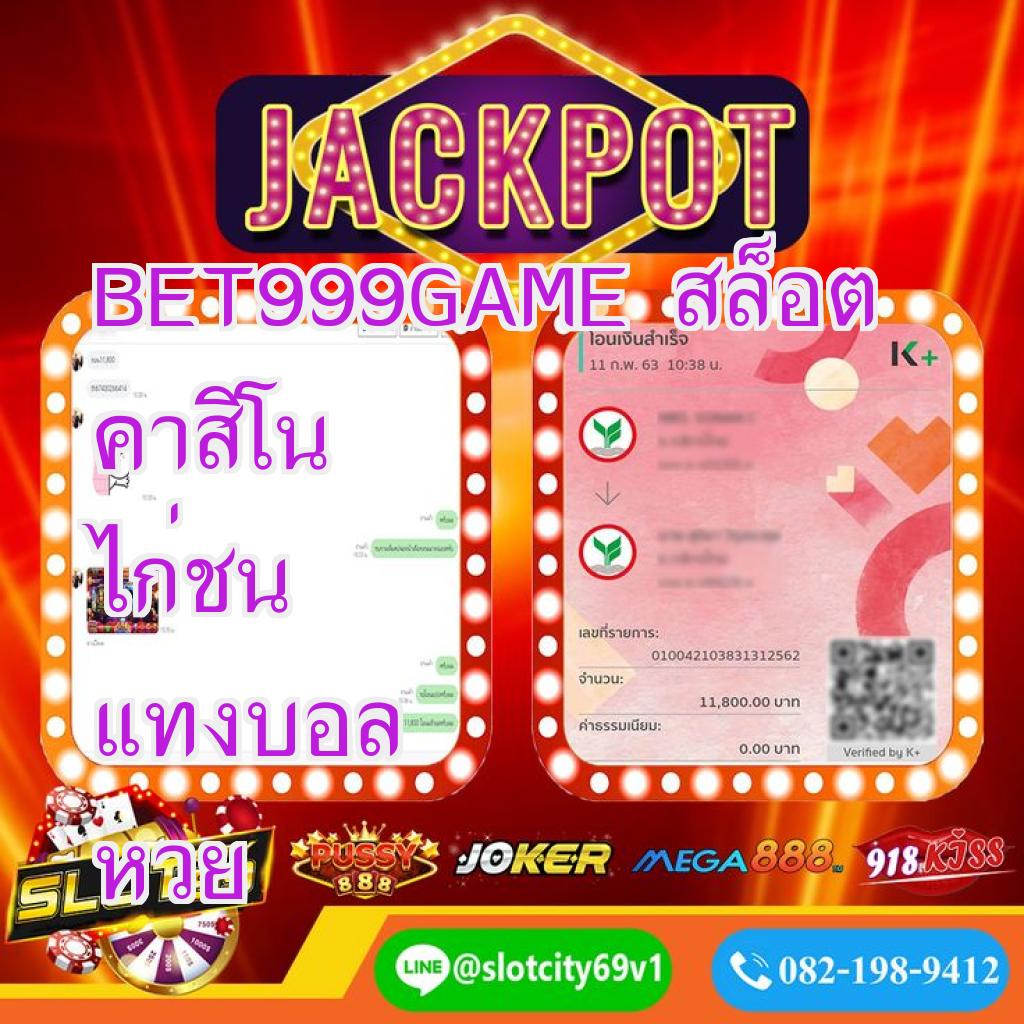 JACKPOT
BET999GAME สล็อต
คาสิโน
ไก่ชน
แทงบอล
หวย
โอนเงินสำเร็จ
11 ก.พ. 63 10:38 น.
K+
เลขที่รายการ:
010042103831312562
จำนวน:
11,800.00 บาท
ค่าธรรมเนียม:
0.00 บาท
Verified by K+
PUSSY
888
JOKER
MEGA888
918KISS
LINE @slotcity69v1
082-198-9412